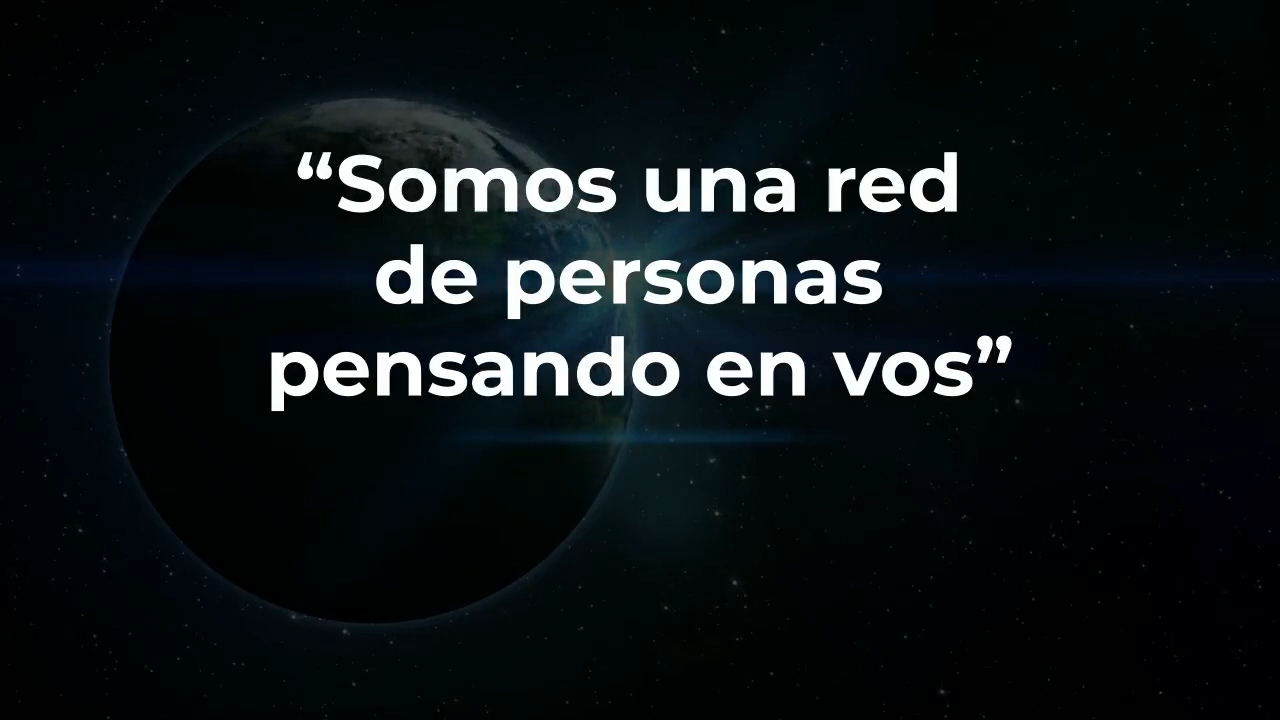 “Somos una red
de personas
pensando en vos”